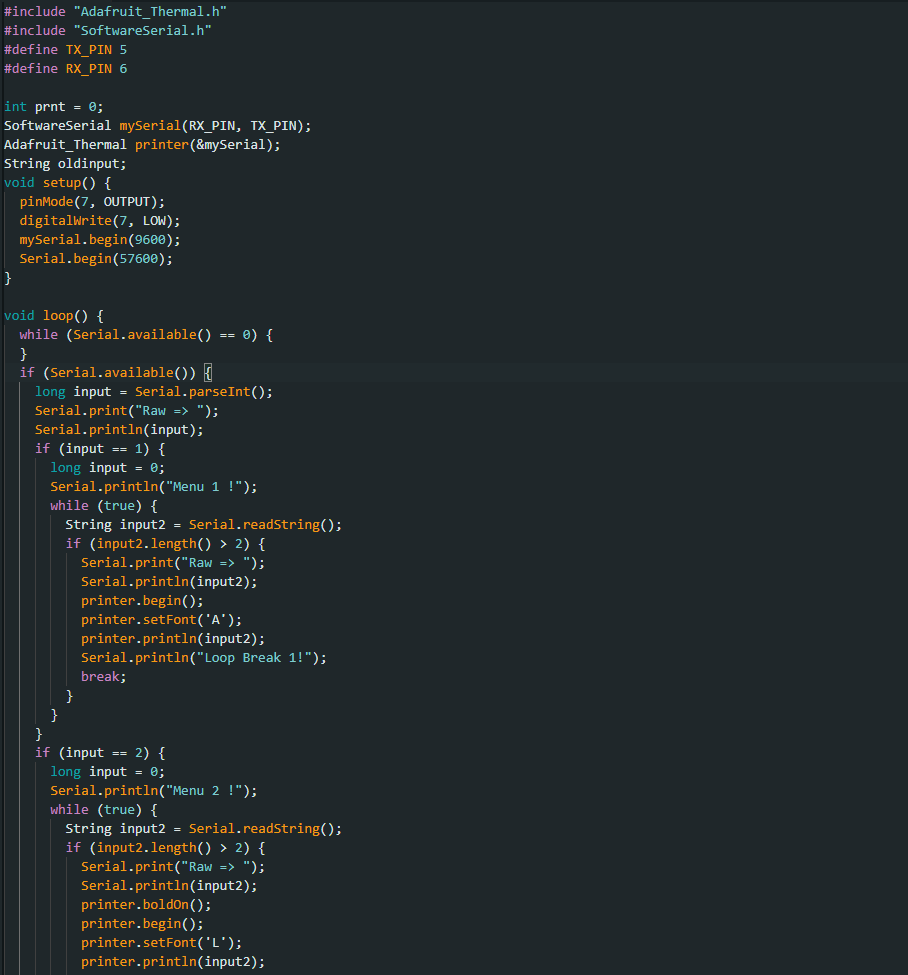 #include "Adafruit_Thermal.h"
#include "SoftwareSerial.h"
#define TX_PIN 5
#define RX_PIN 6

int prnt = 0;
SoftwareSerial mySerial(RX_PIN, TX_PIN);
Adafruit_Thermal printer(&mySerial);
String oldinput;
void setup() {
  pinMode(7, OUTPUT);
  digitalWrite(7, LOW);
  mySerial.begin(9600);
  Serial.begin(57600);
}

void loop() {
  while (Serial.available() == 0) {
  }
  if (Serial.available()) {
    long input = Serial.parseInt();
    Serial.print("Raw => ");
    Serial.println(input);
    if (input == 1) {
      long input = 0;
      Serial.println("Menu 1 !");
      while (true) {
        String input2 = Serial.readString();
        if (input2.length() > 2) {
          Serial.print("Raw => ");
          Serial.println(input2);
          printer.begin();
          printer.setFont('A');
          printer.println(input2);
          Serial.println("Loop Break 1!");
          break;
        }
      }
    }
    if (input == 2) {
      long input = 0;
      Serial.println("Menu 2 !");
      while (true) {
        String input2 = Serial.readString();
        if (input2.length() > 2) {
          Serial.print("Raw => ");
          Serial.println(input2);
          printer.boldOn();
          printer.begin();
          printer.setFont('L');
          printer.println(input2);